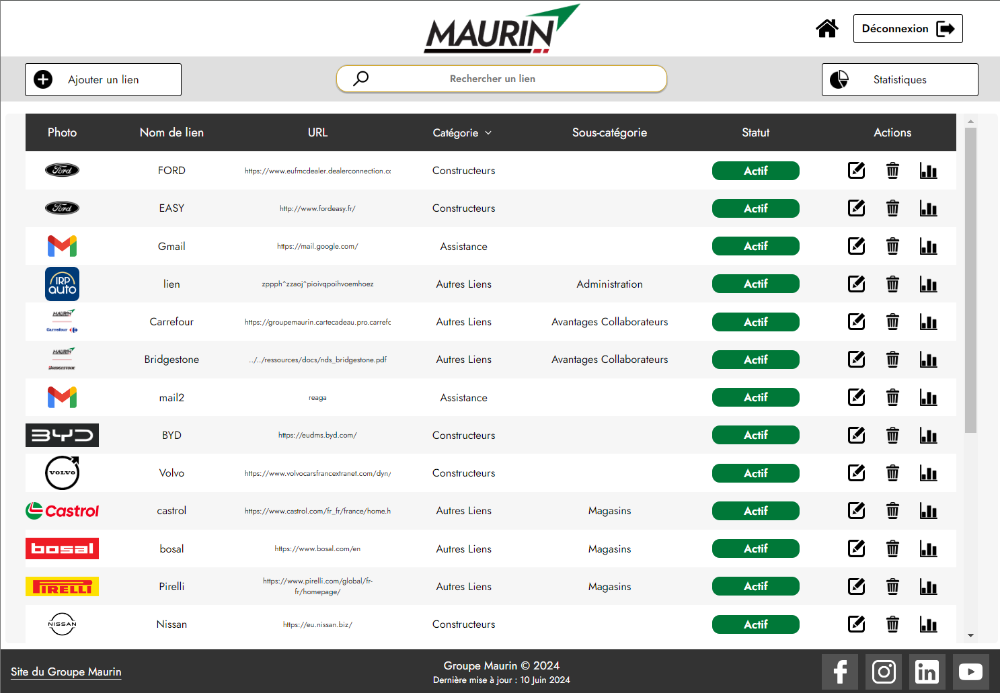 MAURIN
Déconnexion
Ajouter un lien
Rechercher un lien
Statistiques
Photo Nom de lien URL Catégorie Sous-catégorie Statut Actions
Ford FORD https://www.eufmcdealer.dealerconnection.cc Constructeurs Actif
Ford EASY http://www.fordeasy.fr/ Constructeurs Actif
Gmail https://mail.google.com/ Assistance Actif
IRP
auto
lien zppph^zzaoj^pioivqpoihvoemhoez Autres Liens Administration Actif
MAURIN
Carrefour
Carrefour https://groupemaurin.cartecadeau.pro.carrefc Autres Liens Avantages Collaborateurs Actif
MAURIN
BRIDGESTONE
Bridgestone ../../ressources/docs/nds_bridgestone.pdf Autres Liens Avantages Collaborateurs Actif
mail2 reaga Assistance Actif
BYD BYD https://eudms.byd.com/ Constructeurs Actif
VOLVO Volvo https://www.volvocarsfrancextranet.com/dyn/ Constructeurs Actif
Castrol castrol https://www.castrol.com/fr_fr/france/home.h Autres Liens Magasins Actif
bosal bosal https://www.bosal.com/en Autres Liens Magasins Actif
PIRELLI Pirelli https://www.pirelli.com/global/fr-
fr/homepage/ Autres Liens Magasins Actif
NISSAN Nissan https://eu.nissan.biz/ Constructeurs Actif
Site du Groupe Maurin
Groupe Maurin © 2024
Dernière mise à jour : 10 Juin 2024